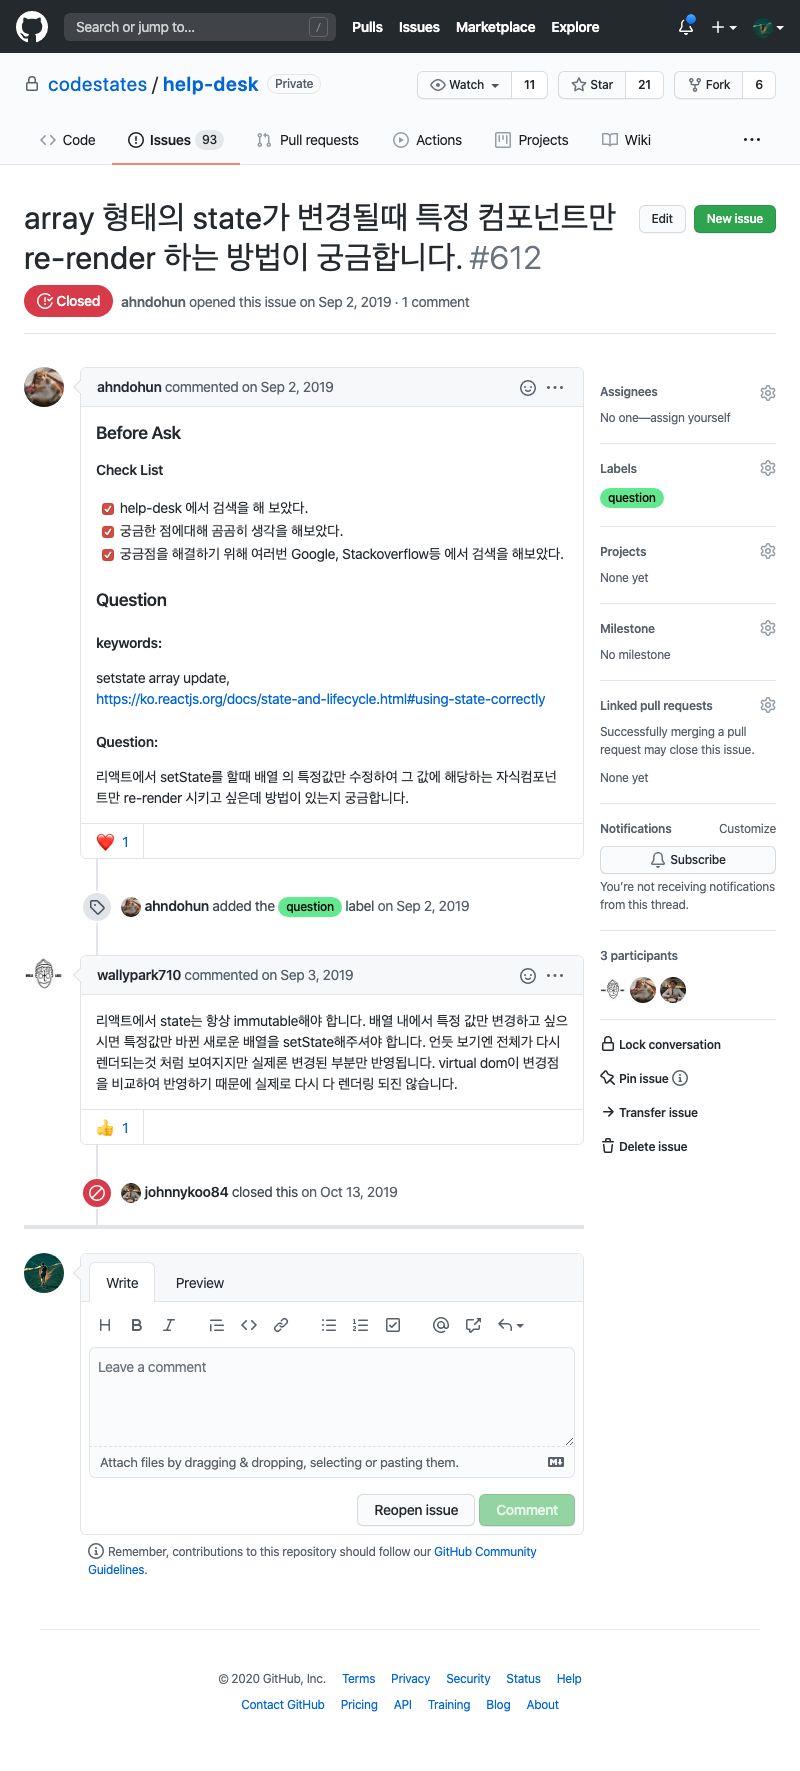 Search or jump to... /
Pulls Issues Marketplace Explore
codestates / help-desk Private
Watch 11 Star 21 Fork 6
Code Issues 93 Pull requests Actions Projects Wiki
array 형태의 state가 변경될때 특정 컴포넌트만
re-render 하는 방법이 궁금합니다. #612
Edit New issue
Closed ahndohun opened this issue on Sep 2, 2019 · 1 comment
ahndohun commented on Sep 2, 2019
Before Ask
Check List
help-desk 에서 검색을 해 보았다.
궁금한 점에대해 곰곰히 생각을 해보았다.
궁금점을 해결하기 위해 여러번 Google, Stackoverflow등 에서 검색을 해보았다.
Question
keywords:
setstate array update,
https://ko.reactjs.org/docs/state-and-lifecycle.html#using-state-correctly
Question:
리액트에서 setState를 할때 배열 의 특정값만 수정하여 그 값에 해당하는 자식컴포넌
트만 re-render 시키고 싶은데 방법이 있는지 궁금합니다.
❤️ 1
ahndohun added the question label on Sep 2, 2019
wallypark710 commented on Sep 3, 2019
리액트에서 state는 항상 immutable해야 합니다. 배열 내에서 특정 값만 변경하고 싶으
시면 특정값만 바뀐 새로운 배열을 setState해주셔야 합니다. 언듯 보기엔 전체가 다시
렌더되는것 처럼 보여지지만 실제론 변경된 부분만 반영됩니다. virtual dom이 변경점
을 비교하여 반영하기 때문에 실제로 다시 다 렌더링 되진 않습니다.
👍 1
johnnykoo84 closed this on Oct 13, 2019
Assignees
No one—assign yourself
Labels
question
Projects
None yet
Milestone
No milestone
Linked pull requests
Successfully merging a pull
request may close this issue.
None yet
Notifications Customize
Subscribe
You're not receiving notifications
from this thread.
3 participants
Lock conversation
Pin issue
Transfer issue
Delete issue
Write Preview
H B I
Leave a comment
Attach files by dragging & dropping, selecting or pasting them.
Reopen issue Comment
Remember, contributions to this repository should follow our GitHub Community
Guidelines.
© 2020 GitHub, Inc. Terms Privacy Security Status Help
Contact GitHub Pricing API Training Blog About